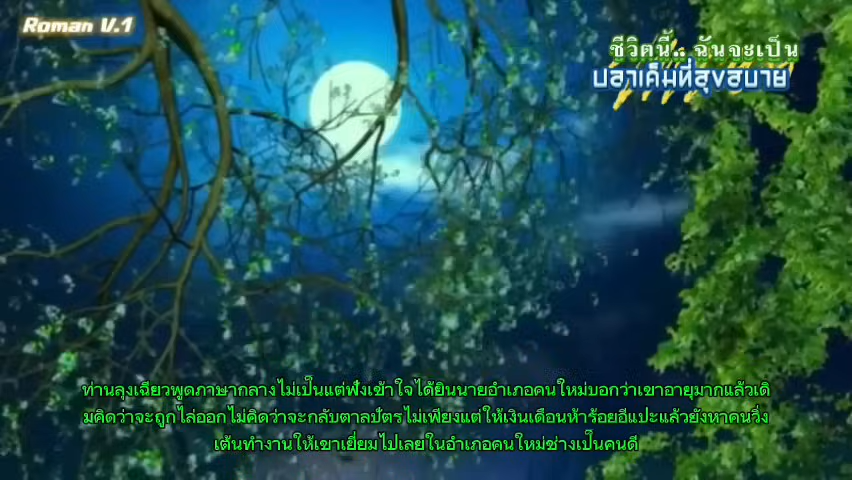 Roman V.1
ชีวิตนี้.. ฉันจะเป็น
ปลาเค็มที่สุขสบาย
ท่านลุงเฉียวพูดภาษากลางไม่เป็นแต่ฟังเข้าใจได้ยินนายอำเภอคนใหม่บอกว่าเขาอายุมากแล้วเดิ
มคิดว่าจะถูกไล่ออกไม่คิดว่าจะกลับตาลปัตรไม่เพียงแต่ให้เงินเดือนห้าร้อยอีแปะแล้วยังหาคนวิ่ง
เต้นทำงานให้เขาเยี่ยมไปเลยในอำเภอคนใหม่ช่างเป็นคนดี